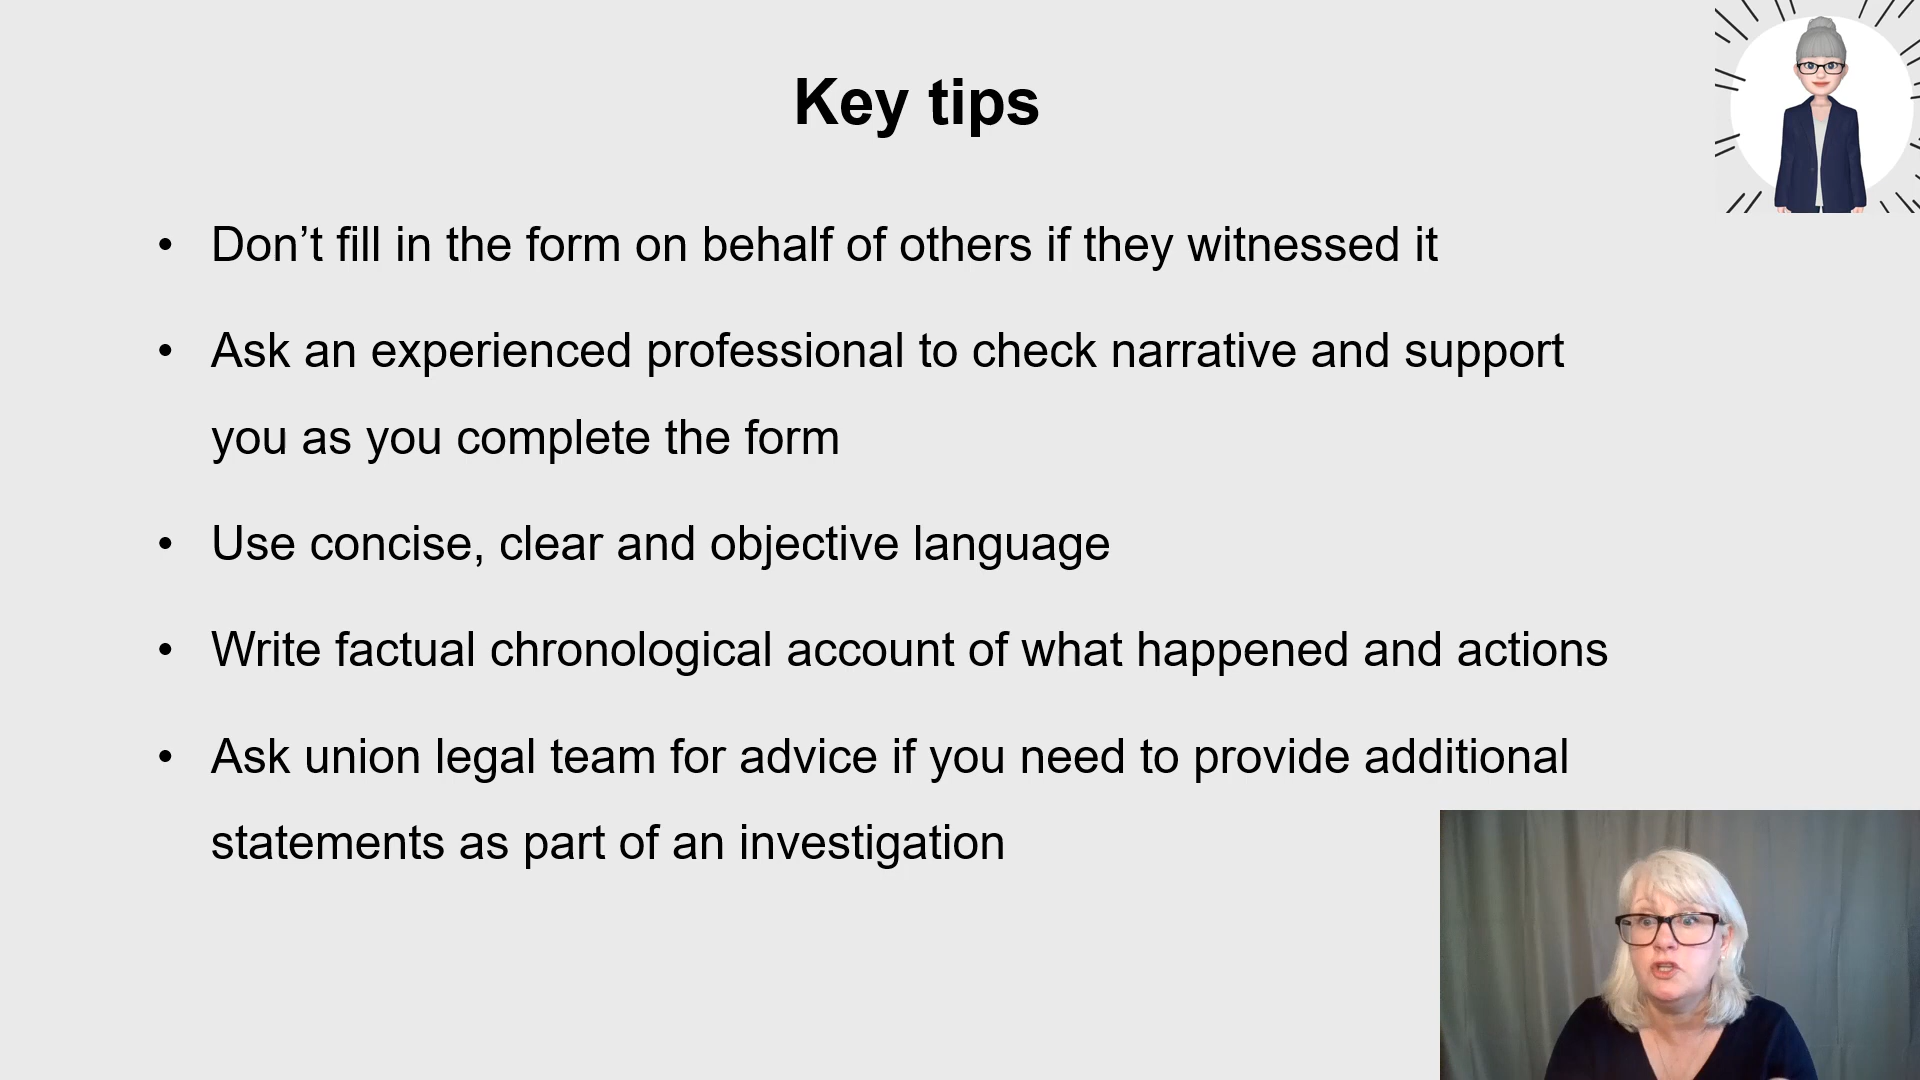 Key tips
• Don’t fill in the form on behalf of others if they witnessed it
• Ask an experienced professional to check narrative and support
you as you complete the form
• Use concise, clear and objective language
• Write factual chronological account of what happened and actions
• Ask union legal team for advice if you need to provide additional
statements as part of an investigation